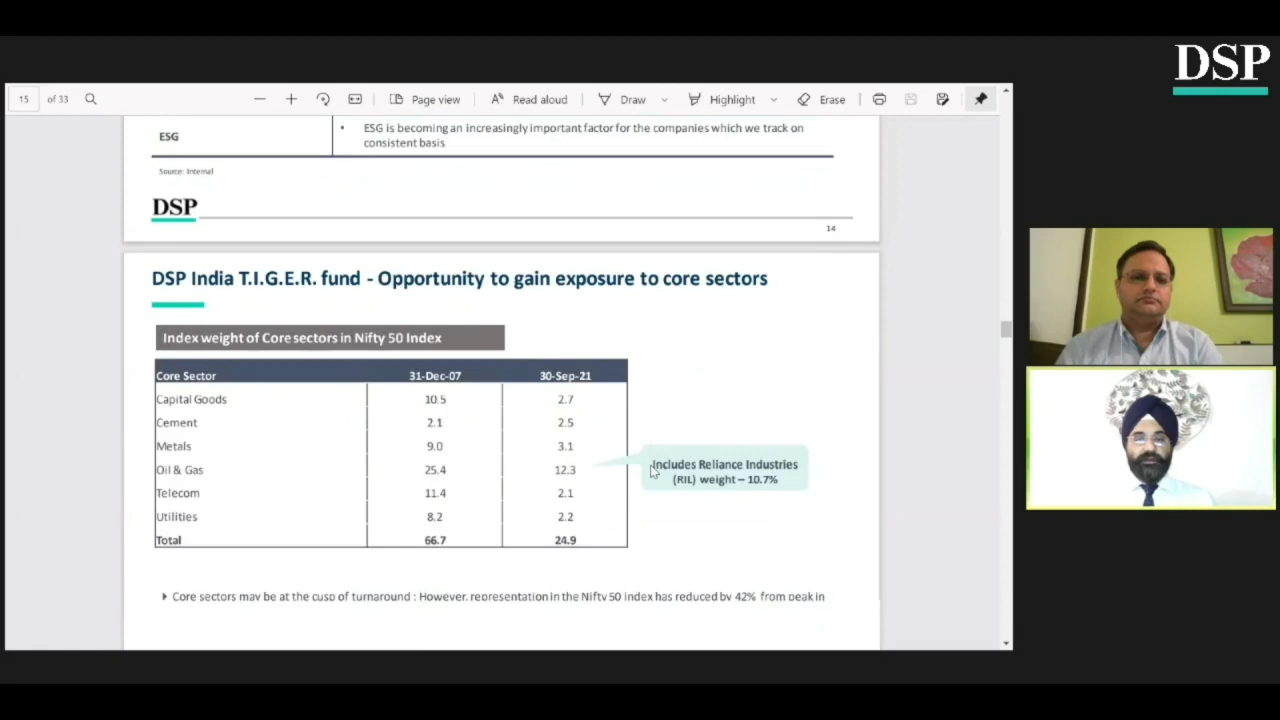 DSP
15 of 33 Page view Read aloud Draw Highlight Erase
ESG • ESG is becoming an increasingly important factor for the companies which we track on
consistent basis
Source: Internal
DSP
14
DSP India T.I.G.E.R. fund - Opportunity to gain exposure to core sectors
Index weight of Core sectors in Nifty 50 Index
Core Sector 31-Dec-07 30-Sep-21
Capital Goods 10.5 2.7
Cement 2.1 2.5
Metals 9.0 3.1
Oil & Gas 25.4 12.3
Telecom 11.4 2.1
Utilities 8.2 2.2
Total 66.7 24.9
Includes Reliance Industries
(RIL) weight – 10.7%
Core sectors may be at the cusp of turnaround : However, representation in the Nifty 50 index has reduced by 42% from peak in